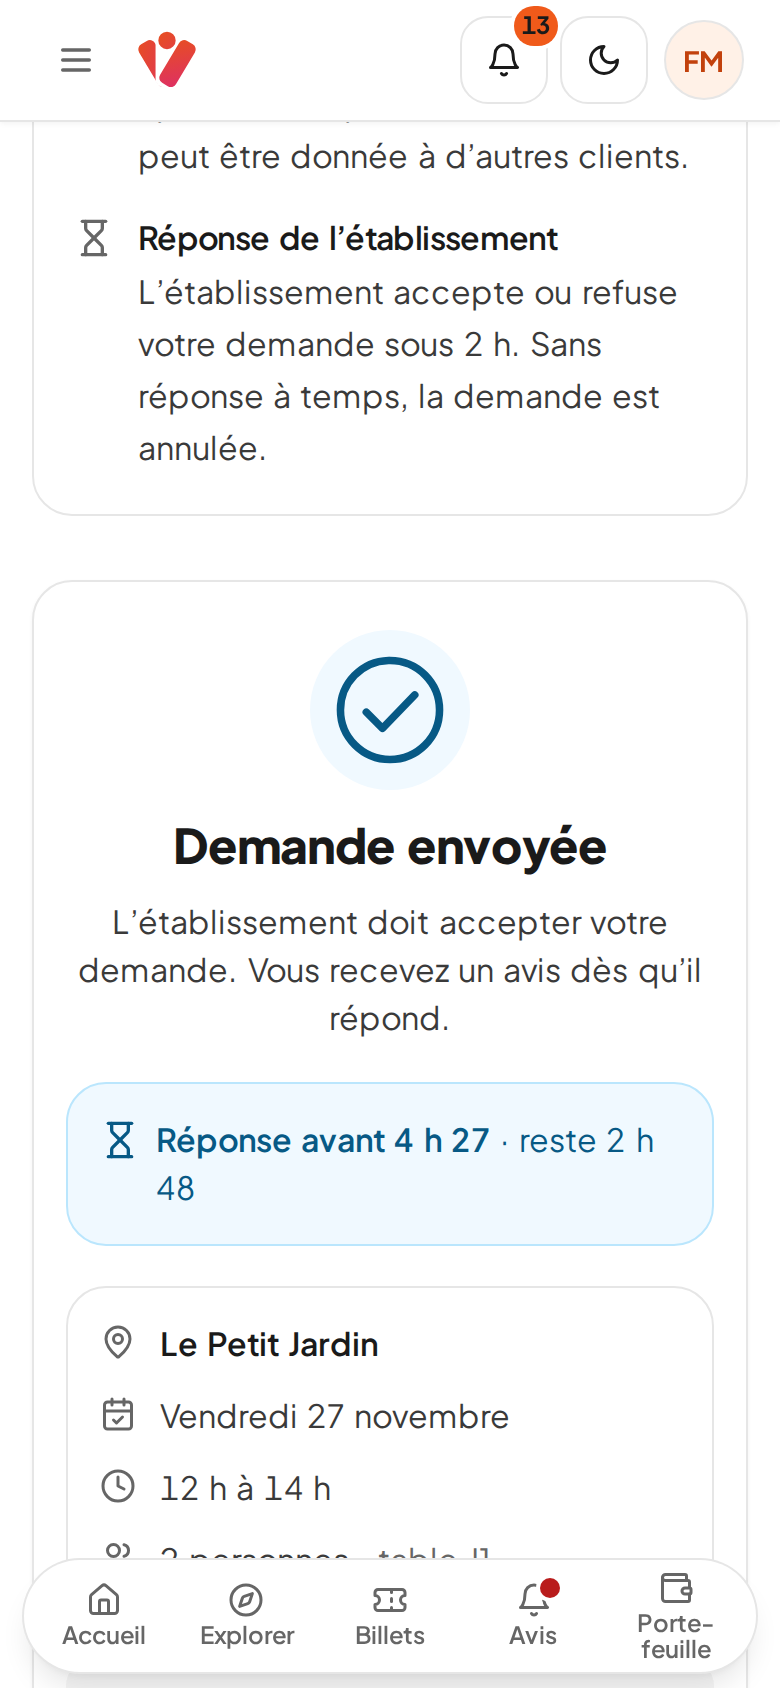 13
FM
peut être donnée à d’autres clients.
Réponse de l’établissement
L’établissement accepte ou refuse
votre demande sous 2 h. Sans
réponse à temps, la demande est
annulée.
Demande envoyée
L’établissement doit accepter votre
demande. Vous recevez un avis dès qu’il
répond.
Réponse avant 4 h 27 · reste 2 h
48
Le Petit Jardin
Vendredi 27 novembre
12 h à 14 h
Accueil
Explorer
Billets
Avis
Porte-
feuille